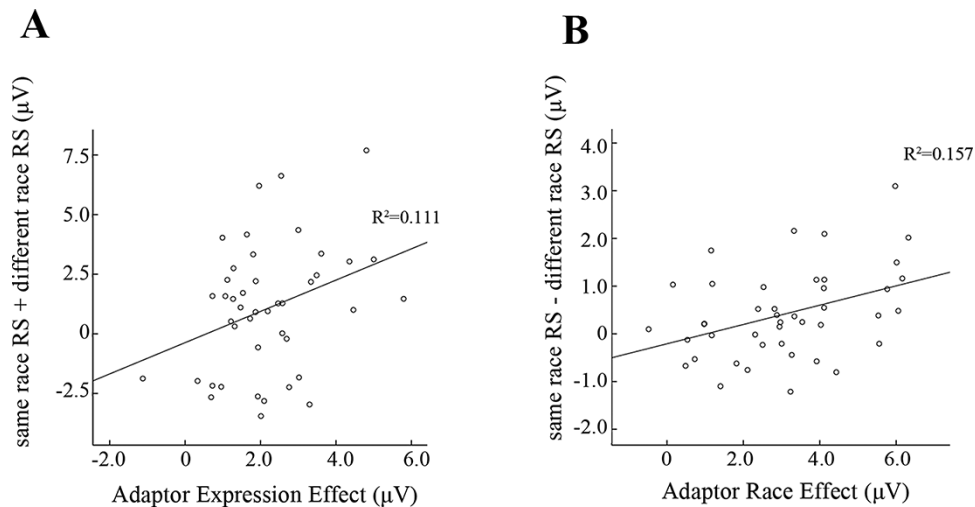 A
same race RS + different race RS (μV)
7.5
5.0
2.5
0
-2.5
R²=0.111
-2.0
0
2.0
4.0
6.0
Adaptor Expression Effect (μV)
B
same race RS - different race RS (μV)
4.0
3.0
2.0
1.0
0
-1.0
-2.0
R²=0.157
0
2.0
4.0
6.0
Adaptor Race Effect (μV)